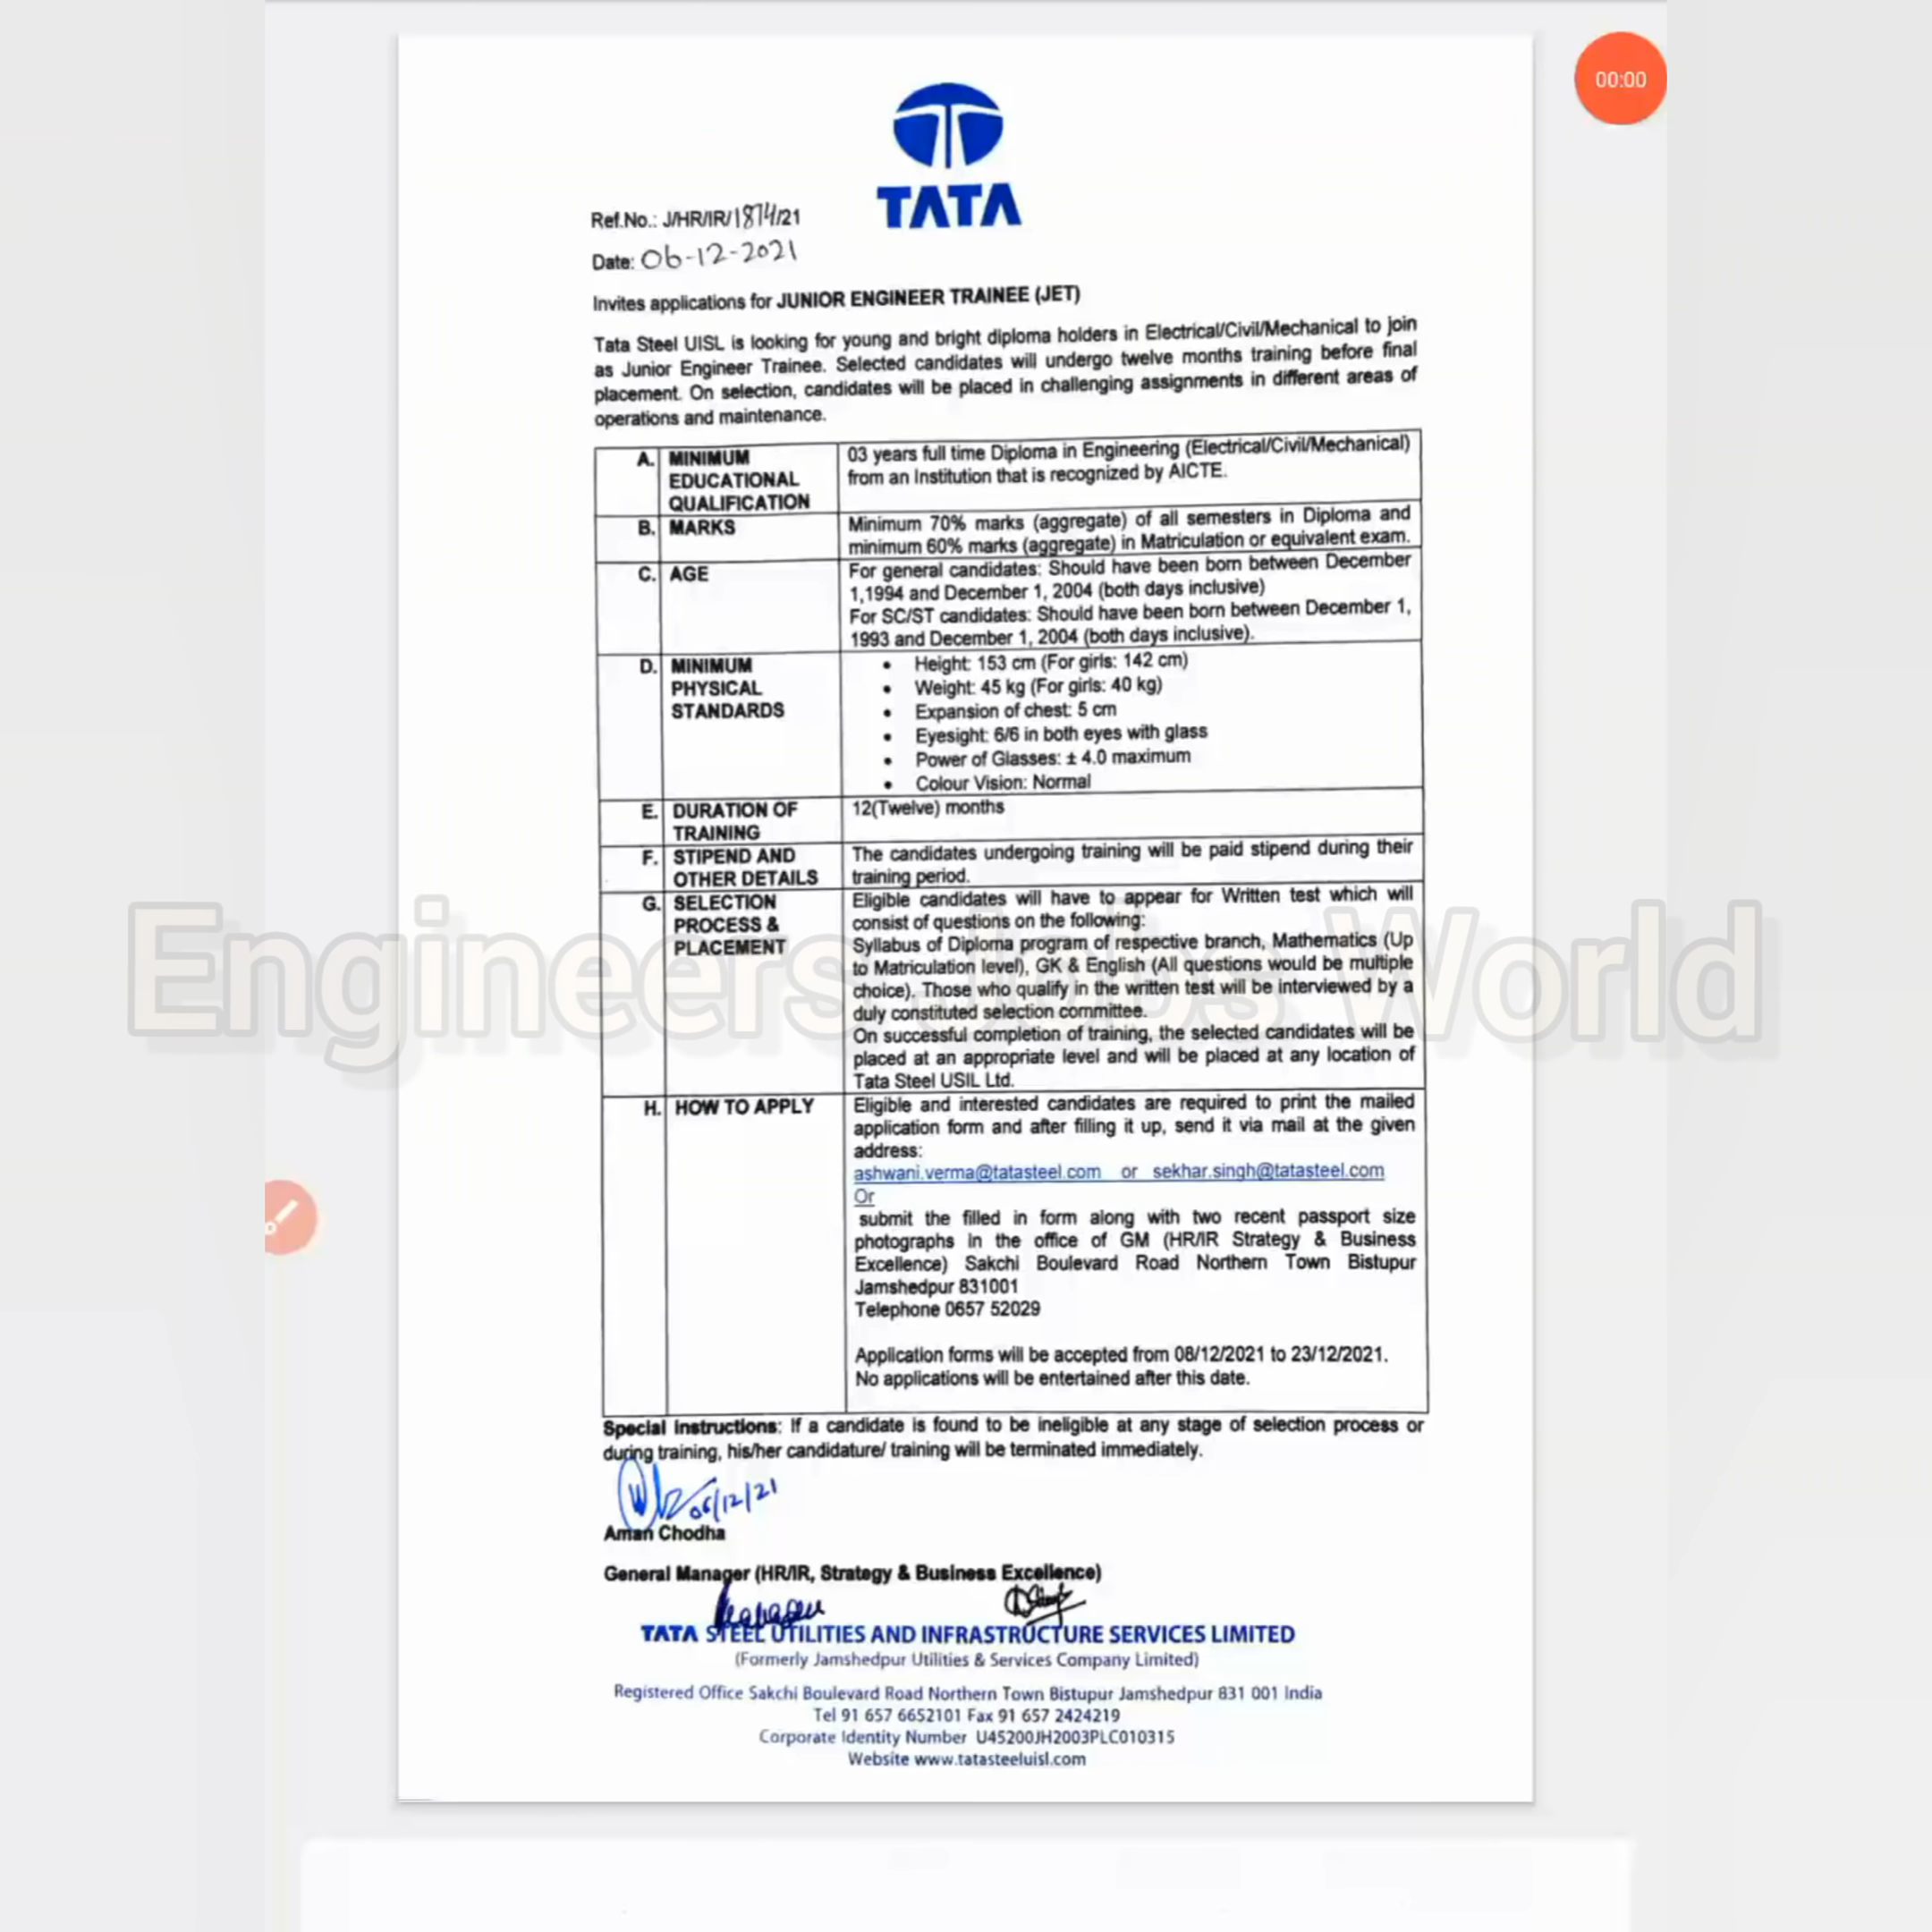 00:00
TATA
Ref.No.: J/HR/IR/1874/21
Date: 06-12-2021
Invites applications for JUNIOR ENGINEER TRAINEE (JET)
Tata Steel UISL is looking for young and bright diploma holders in Electrical/Civil/Mechanical to join
as Junior Engineer Trainee. Selected candidates will undergo twelve months training before final
placement. On selection, candidates will be placed in challenging assignments in different areas of
operations and maintenance.
A. MINIMUM EDUCATIONAL QUALIFICATION
03 years full time Diploma in Engineering (Electrical/Civil/Mechanical)
from an Institution that is recognized by AICTE.
B. MARKS
Minimum 70% marks (aggregate) of all semesters in Diploma and
minimum 60% marks (aggregate) in Matriculation or equivalent exam.
C. AGE
For general candidates: Should have been born between December
1,1994 and December 1, 2004 (both days inclusive)
For SC/ST candidates: Should have been born between December 1,
1993 and December 1, 2004 (both days inclusive).
D. MINIMUM PHYSICAL STANDARDS
• Height: 153 cm (For girls: 142 cm)
• Weight: 45 kg (For girls: 40 kg)
• Expansion of chest: 5 cm
• Eyesight: 6/6 in both eyes with glass
• Power of Glasses: ± 4.0 maximum
• Colour Vision: Normal
E. DURATION OF TRAINING
12(Twelve) months
F. STIPEND AND OTHER DETAILS
The candidates undergoing training will be paid stipend during their
training period.
G. SELECTION PROCESS & PLACEMENT
Eligible candidates will have to appear for Written test which will
consist of questions on the following:
Syllabus of Diploma program of respective branch, Mathematics (Up
to Matriculation level), GK & English (All questions would be multiple
choice). Those who qualify in the written test will be interviewed by a
duly constituted selection committee.
On successful completion of training, the selected candidates will be
placed at an appropriate level and will be placed at any location of
Tata Steel USIL Ltd.
H. HOW TO APPLY
Eligible and interested candidates are required to print the mailed
application form and after filling it up, send it via mail at the given
address:
ashwani.verma@tatasteel.com or sekhar.singh@tatasteel.com
Or
submit the filled in form along with two recent passport size
photographs in the office of GM (HR/IR Strategy & Business
Excellence) Sakchi Boulevard Road Northern Town Bistupur
Jamshedpur 831001
Telephone 0657 52029
Application forms will be accepted from 08/12/2021 to 23/12/2021.
No applications will be entertained after this date.
Special instructions: If a candidate is found to be ineligible at any stage of selection process or
during training, his/her candidature/ training will be terminated immediately.
06/12/21
Aman Chodha
General Manager (HR/IR, Strategy & Business Excellence)
TATA STEEL UTILITIES AND INFRASTRUCTURE SERVICES LIMITED
(Formerly Jamshedpur Utilities & Services Company Limited)
Registered Office Sakchi Boulevard Road Northern Town Bistupur Jamshedpur 831 001 India
Tel 91 657 6652101 Fax 91 657 2424219
Corporate Identity Number U45200JH2003PLC010315
Website www.tatasteeluisl.com
Engineers Jobs World